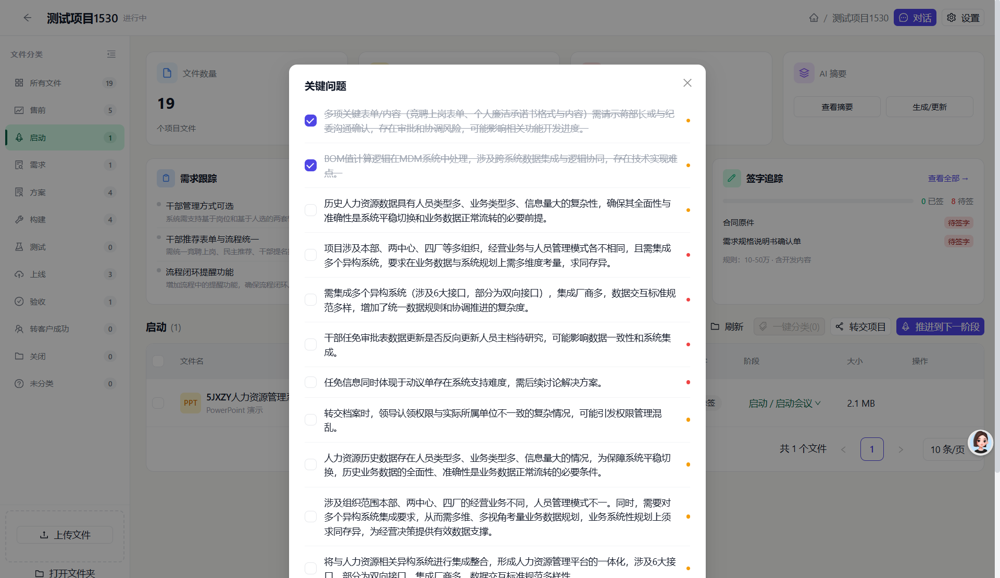 测试项目1530 进行中
/ 测试项目1530 对话 设置
文件分类
所有文件 19
售前 5
启动 1
需求 1
方案 4
构建 4
测试 0
上线 3
验收 1
转客户成功 0
关闭 0
未分类 0
上传文件
打开文件夹
文件数量
19
个项目文件
AI 摘要
查看摘要 生成/更新
需求跟踪
干部管理方式可选
系统需支持基于岗位和基于人选的两套
干部推荐表单与流程统一
需统一竞聘上岗、民主推荐、干部提名
流程闭环提醒功能
增加流程中的提醒功能，确保流程闭环
签字追踪 查看全部 →
0 已签 8 待签
合同原件 待签字
需求规格说明书确认单 待签字
规则：10-50万 · 含开发内容
启动 (1)
刷新 一键分类(0) 转交项目 推进到下一阶段
文件名 阶段 大小 操作
PPT 5JXZY人力资源管理系
PowerPoint 演示
签 启动 / 启动会议 2.1 MB
共 1 个文件 < 1 > 10 条/页
关键问题
多项关键表单/内容（竞聘上岗表单、个人廉洁承诺书格式与内容）需请示蒋部长或与纪
委沟通确认，存在审批和协调风险，可能影响相关功能开发进度。
BOM值计算逻辑在MDM系统中处理，涉及跨系统数据集成与逻辑协同，存在技术实现难
点。
历史人力资源数据具有人员类型多、业务类型多、信息量大的复杂性，确保其全面性与
准确性是系统平稳切换和业务数据正常流转的必要前提。
项目涉及本部、两中心、四厂等多组织，经营业务与人员管理模式各不相同，且需集成
多个异构系统，要求在业务数据与系统规划上需多维度考量，求同存异。
需集成多个异构系统（涉及6大接口，部分为双向接口），集成厂商多，数据交互标准规
范多样，增加了统一数据规则和协调推进的复杂度。
干部任免审批表数据更新是否反向更新人员主档待研究，可能影响数据一致性和系统集
成。
任免信息同时体现于动议单存在系统支持难度，需后续讨论解决方案。
转交档案时，领导认领权限与实际所属单位不一致的复杂情况，可能引发权限管理混
乱。
人力资源历史数据存在人员类型多、业务类型多、信息量大的情况，为保障系统平稳切
换，历史业务数据的全面性、准确性是业务数据正常流转的必要条件。
涉及组织范围本部、两中心、四厂的经营业务不同，人员管理模式不一。同时，需要对
多个异构系统集成要求，从而需多维、多视角考量业务数据规划，业务系统性规划上须
求同存异，为经营决策提供有效数据支撑。
将与人力资源相关异构系统进行集成整合，形成人力资源管理平台的一体化，涉及6大接
口，部分为双向接口，集成厂商多，数据交互标准规范多样性